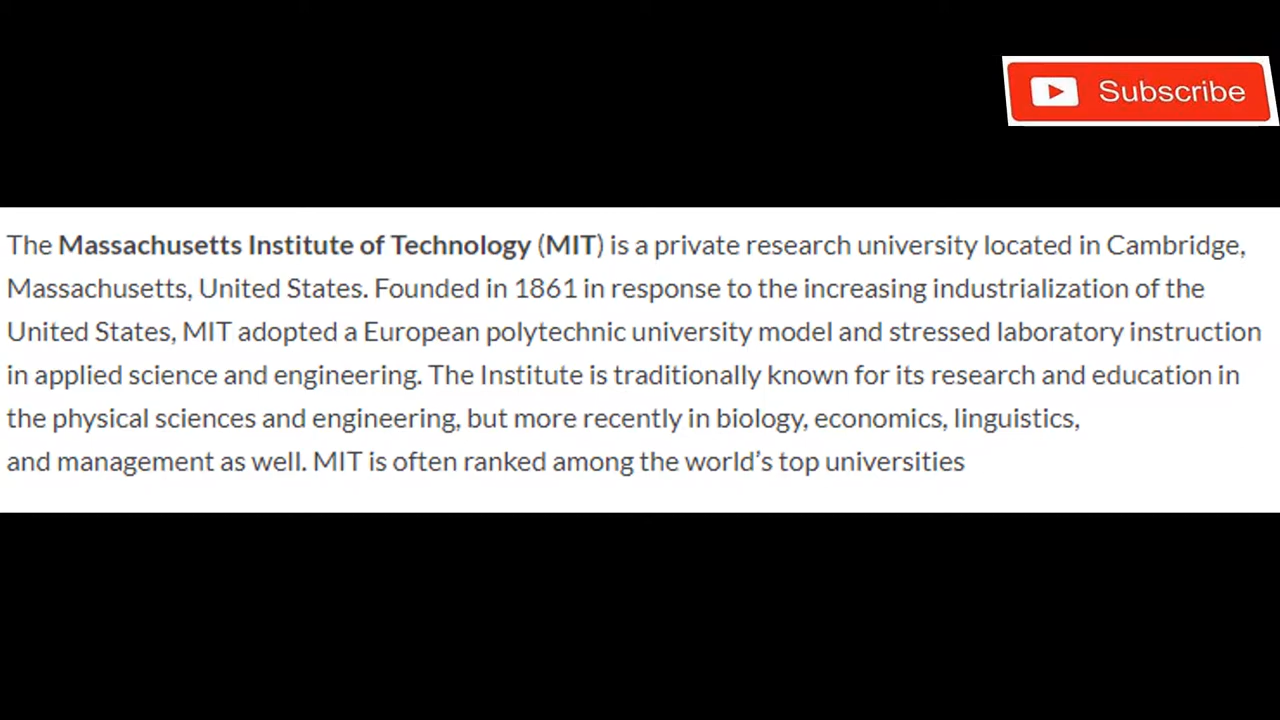 Subscribe
The Massachusetts Institute of Technology (MIT) is a private research university located in Cambridge,
Massachusetts, United States. Founded in 1861 in response to the increasing industrialization of the
United States, MIT adopted a European polytechnic university model and stressed laboratory instruction
in applied science and engineering. The Institute is traditionally known for its research and education in
the physical sciences and engineering, but more recently in biology, economics, linguistics,
and management as well. MIT is often ranked among the world’s top universities